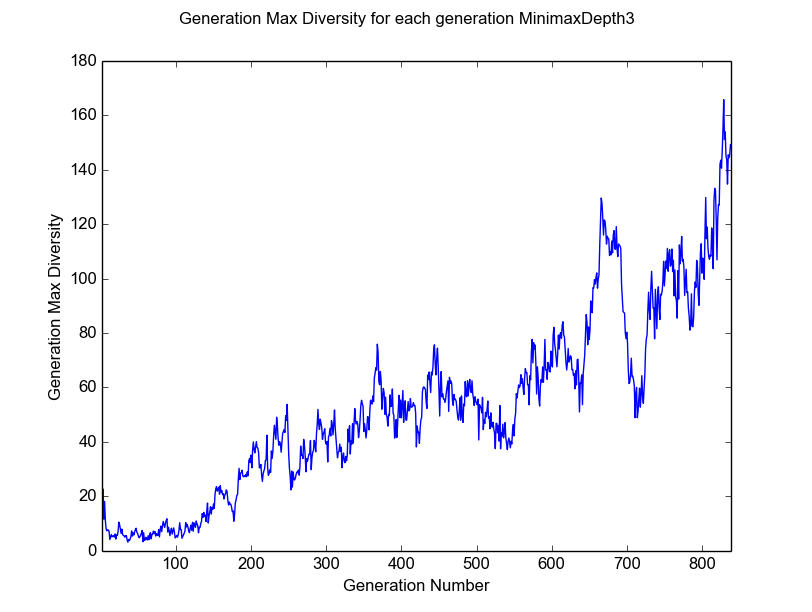 Generation Max Diversity for each generation MinimaxDepth3
180
160
140
120
100
80
60
40
20
0
Generation Max Diversity
100 200 300 400 500 600 700 800
Generation Number